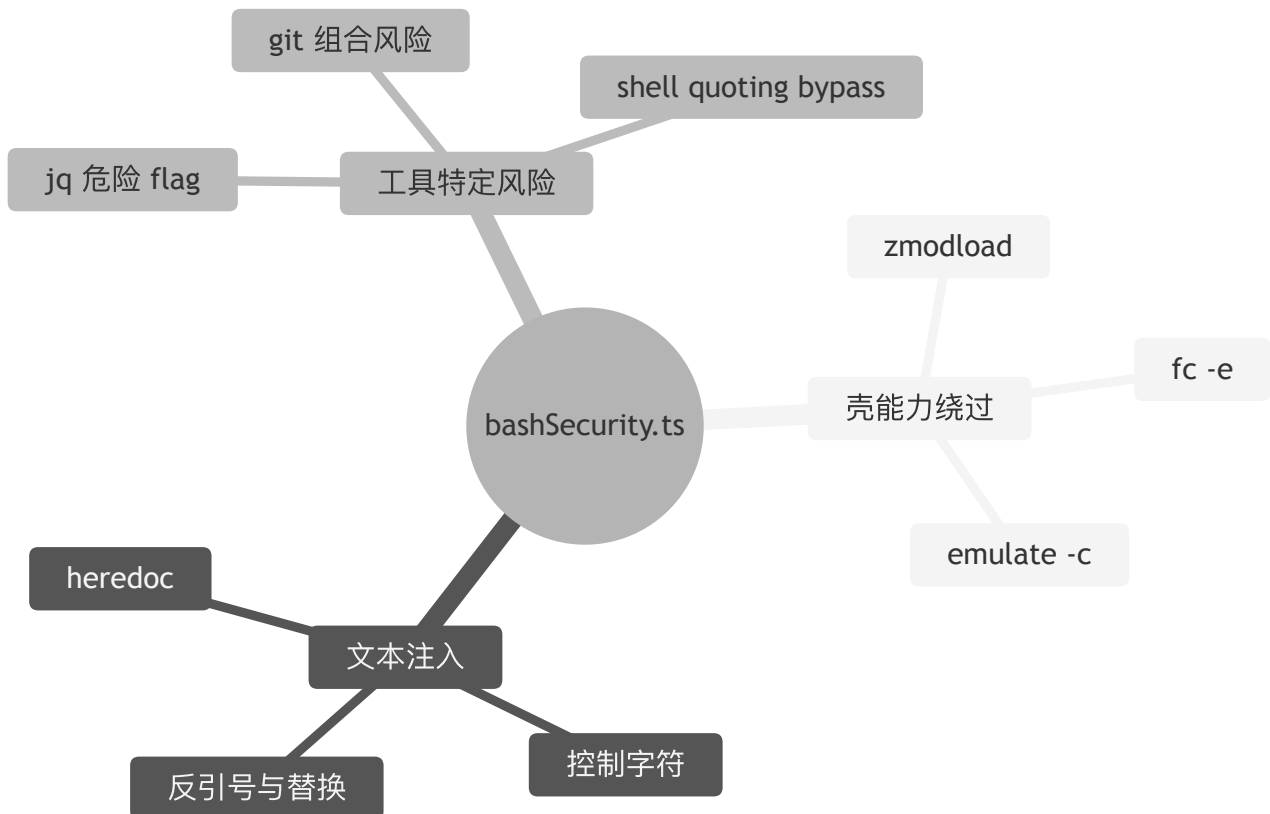 git 组合风险
shell quoting bypass
jq 危险 flag
工具特定风险
zmodload
fc -e
壳能力绕过
bashSecurity.ts
emulate -c
heredoc
文本注入
控制字符
反引号与替换